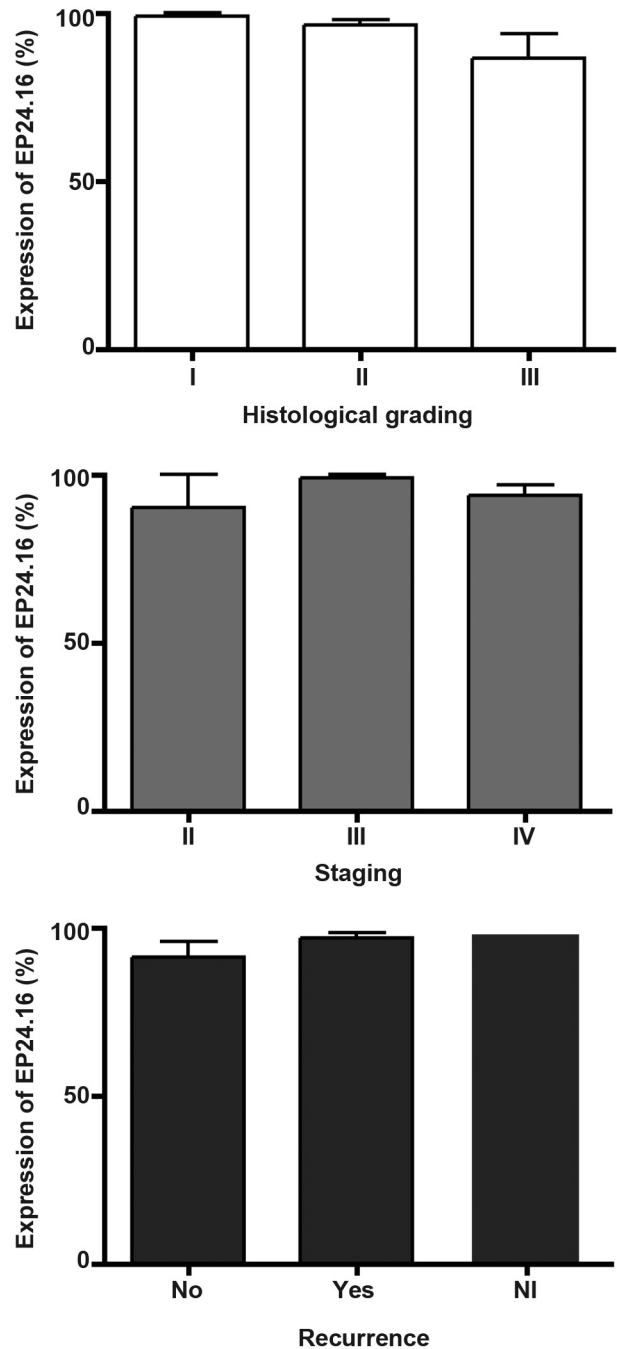 Expression of EP24.16 (%)
100
50
0
I II III
Histological grading
Expression of EP24.16 (%)
100
50
0
II III IV
Staging
Expression of EP24.16 (%)
100
50
0
No Yes NI
Recurrence